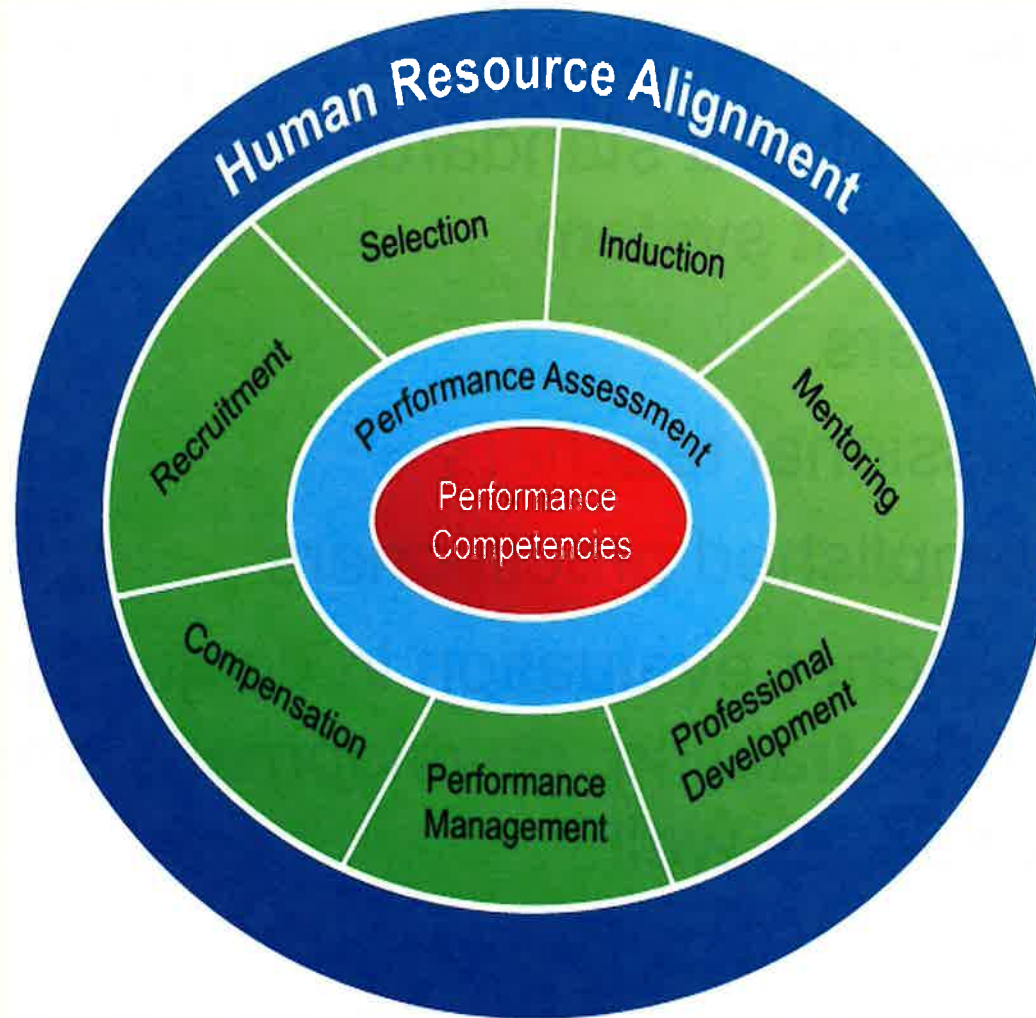 Human Resource Alignment
Selection
Induction
Recruitment
Mentoring
Performance Assessment
Performance
Competencies
Compensation
Professional
Development
Performance
Management